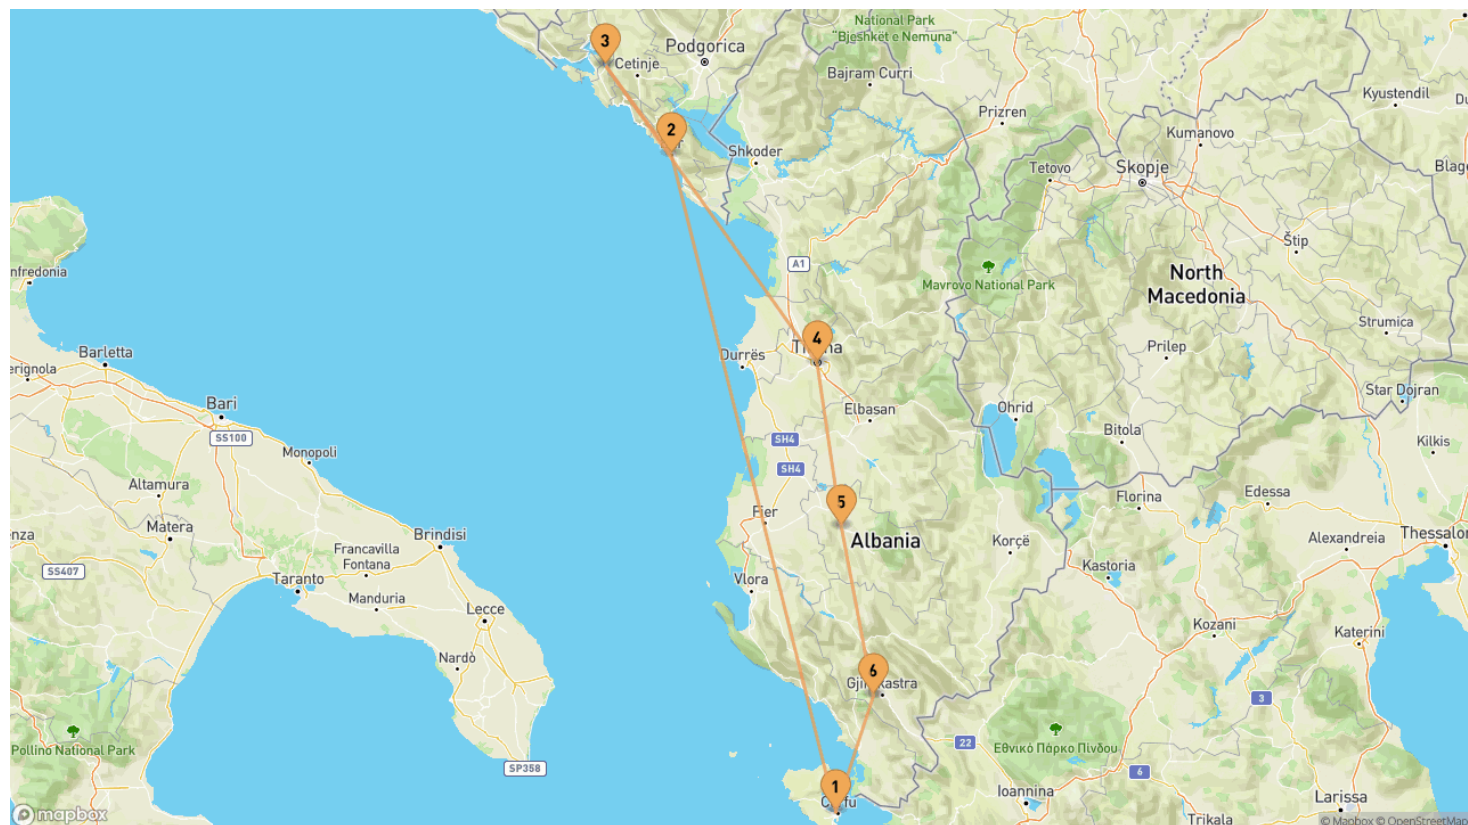 National Park
"Bjeshkët e Nemuna"
3
Podgorica
Cetinje
Bajram Curri
Kyustendil
Prizren
2
Kumanovo
Shkoder
Tetovo
Skopje
Štip
A1
nfredonia
Mavrovo National Park
North
Macedonia
Strumica
4
Durrës
Prilep
Barletta
erignola
Star Dojran
Bari
Elbasan
Ohrid
SS100
SH4
Bitola
Kilkis
Monopoli
SH4
Altamura
5
Florina
Edessa
Fier
Matera
nza
Brindisi
Albania
Korçë
Alexandreia
Francavilla
Fontana
Kastoria
SS407
Taranto
Vlora
Manduria
Lecce
Kozani
Katerini
Nardò
6
3
22
Εθνικό Πάρκο Πίνδου
Pollino National Park
SP358
6
1
Ioannina
Larissa
Trikala
mapbox
© Mapbox © OpenStreetMap